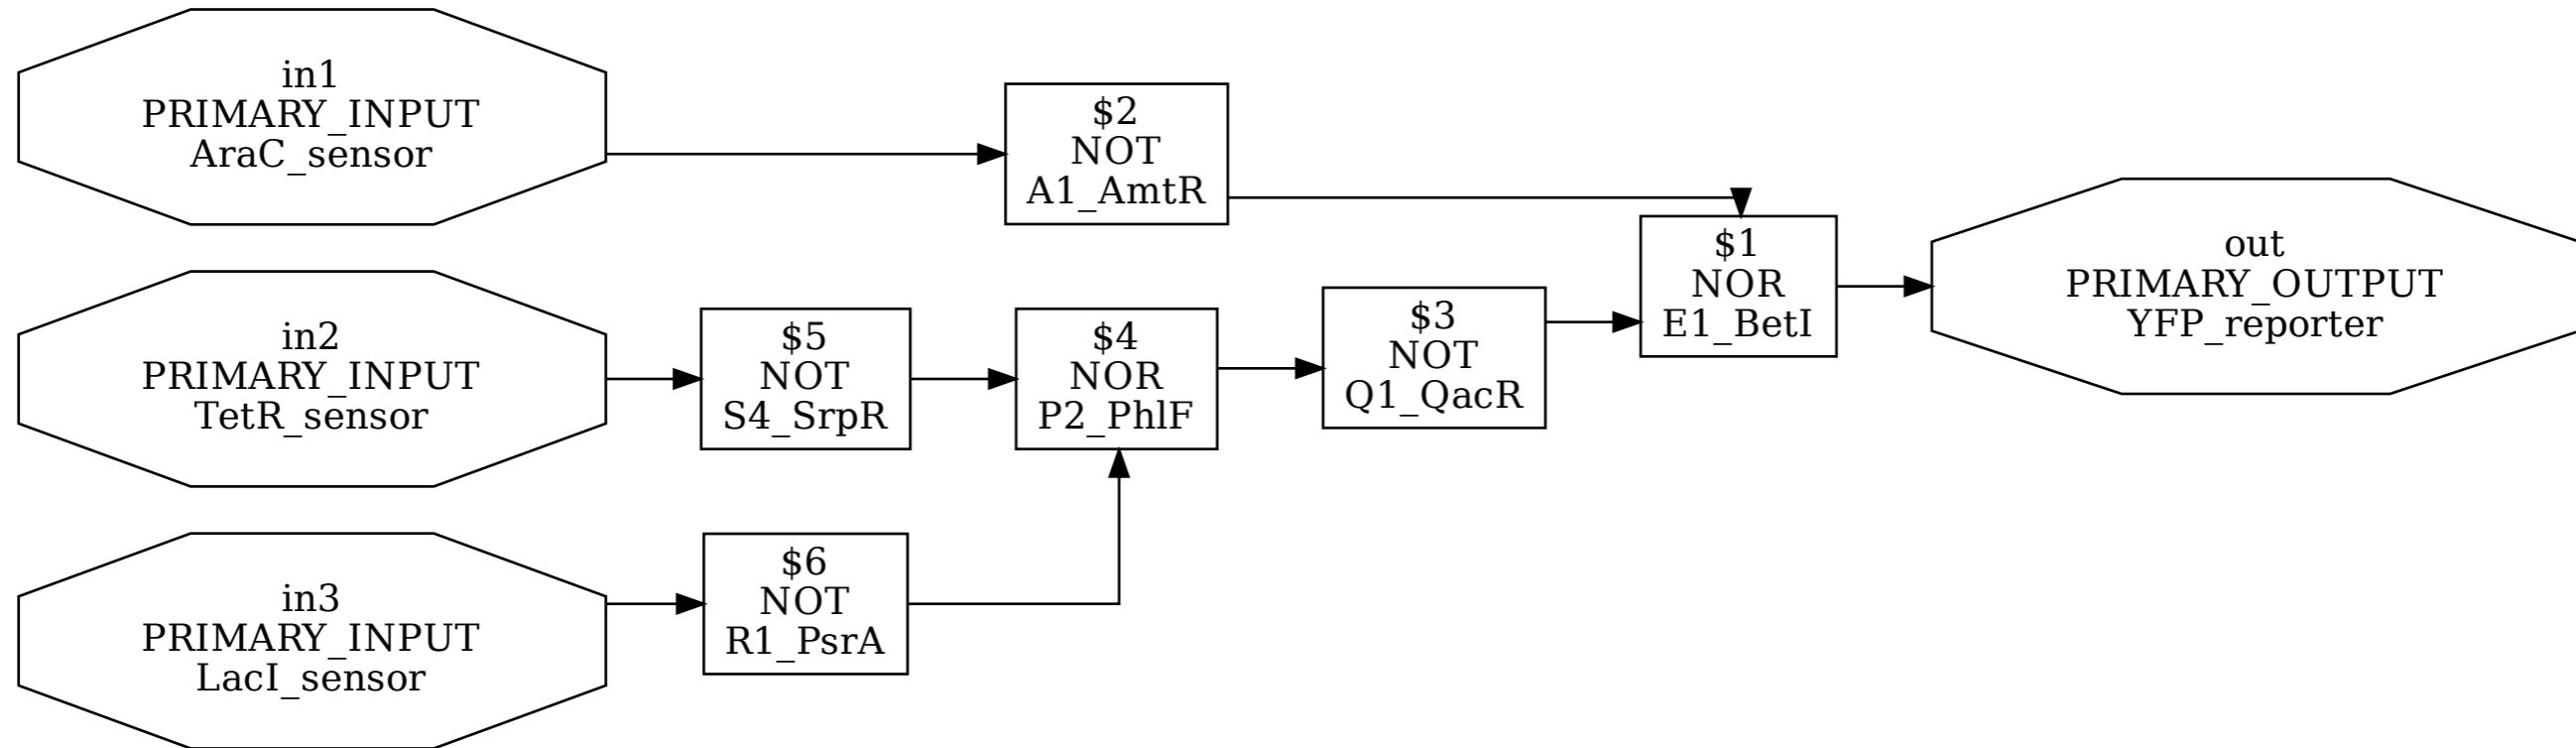 in1
PRIMARY_INPUT
AraC_sensor
$2
NOT
A1_AmtR
$1
NOR
E1_BetI
out
PRIMARY_OUTPUT
YFP_reporter
in2
PRIMARY_INPUT
TetR_sensor
$5
NOT
S4_SrpR
$4
NOR
P2_PhlF
$3
NOT
Q1_QacR
in3
PRIMARY_INPUT
LacI_sensor
$6
NOT
R1_PsrA